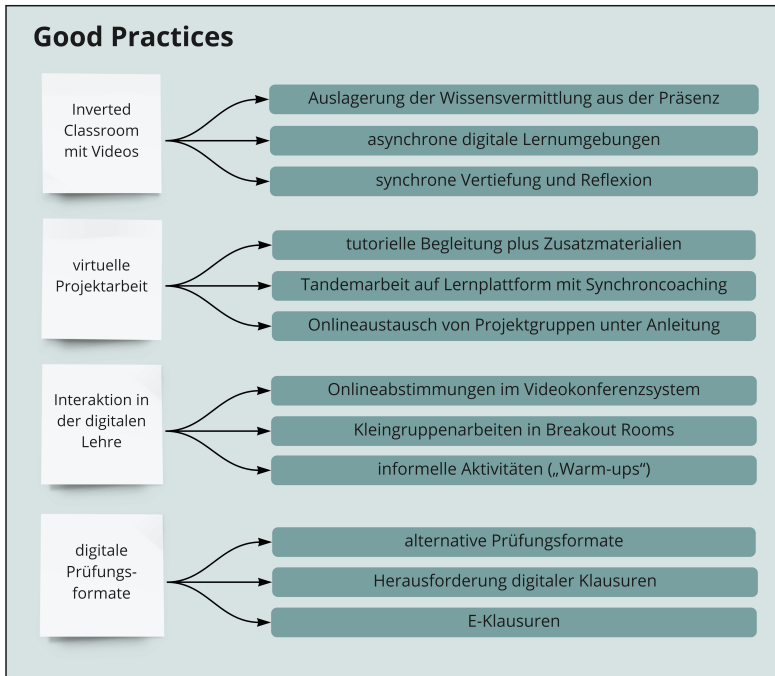 Good Practices
Inverted
Classroom
mit Videos
Auslagerung der Wissensvermittlung aus der Präsenz
asynchrone digitale Lernumgebungen
synchrone Vertiefung und Reflexion
virtuelle
Projektarbeit
tutorielle Begleitung plus Zusatzmaterialien
Tandemarbeit auf Lernplattform mit Synchroncoaching
Onlineaustausch von Projektgruppen unter Anleitung
Interaktion in
der digitalen
Lehre
Onlineabstimmungen im Videokonferenzsystem
Kleingruppenarbeiten in Breakout Rooms
informelle Aktivitäten („Warm-ups“)
digitale
Prüfungs-
formate
alternative Prüfungsformate
Herausforderung digitaler Klausuren
E-Klausuren